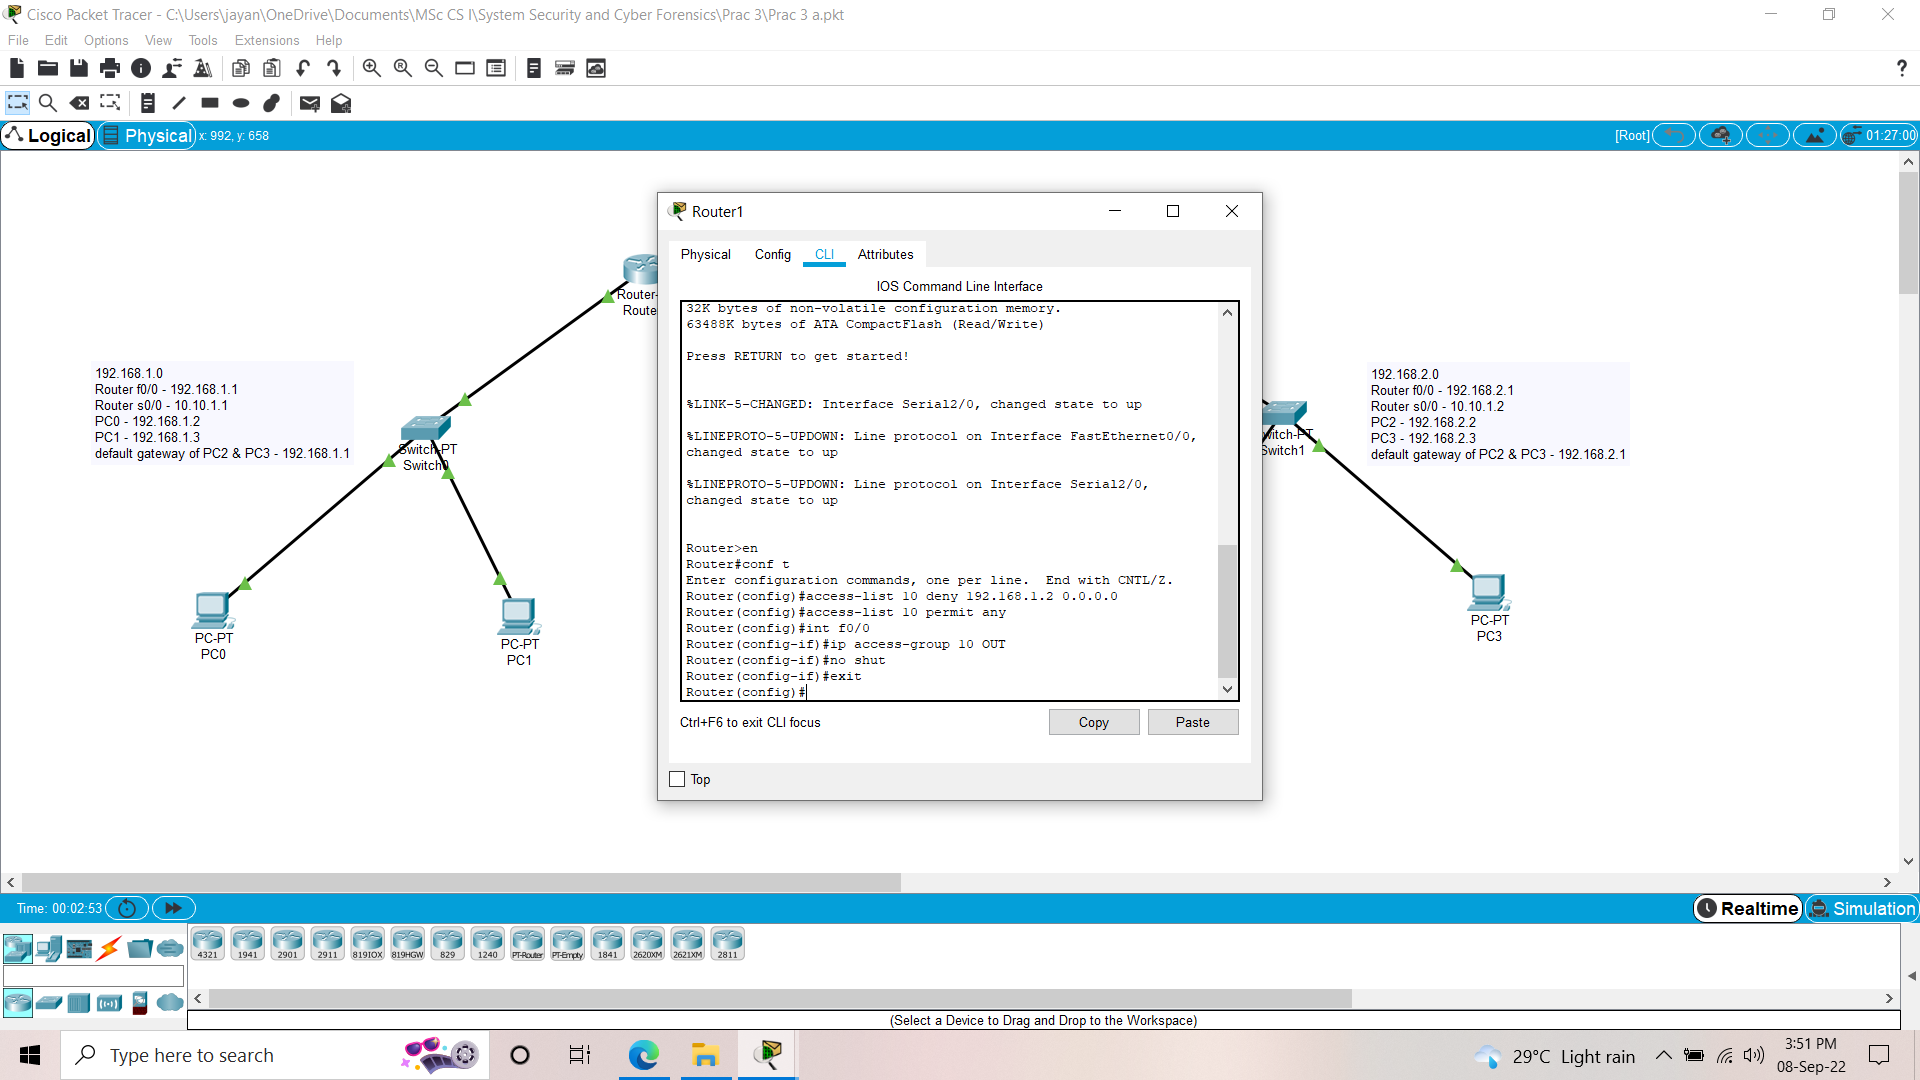 Cisco Packet Tracer - C:\Users\jayan\OneDrive\Documents\MSc CS I\System Security and Cyber Forensics\Prac 3\Prac 3 a.pkt
File Edit Options View Tools Extensions Help
?
Logical Physical x: 992, y: 658 [Root] 01:27:00
Router-
Route
192.168.1.0
Router f0/0 - 192.168.1.1
Router s0/0 - 10.10.1.1
PC0 - 192.168.1.2
PC1 - 192.168.1.3
default gateway of PC2 & PC3 - 192.168.1.1
Switch-PT
Switch0
PC-PT
PC0
PC-PT
PC1
Router1
Physical Config CLI Attributes
IOS Command Line Interface
32K bytes of non-volatile configuration memory.
63488K bytes of ATA CompactFlash (Read/Write)
Press RETURN to get started!
%LINK-5-CHANGED: Interface Serial2/0, changed state to up
%LINEPROTO-5-UPDOWN: Line protocol on Interface FastEthernet0/0,
changed state to up
%LINEPROTO-5-UPDOWN: Line protocol on Interface Serial2/0,
changed state to up
Router>en
Router#conf t
Enter configuration commands, one per line.  End with CNTL/Z.
Router(config)#access-list 10 deny 192.168.1.2 0.0.0.0
Router(config)#access-list 10 permit any
Router(config)#int f0/0
Router(config-if)#ip access-group 10 OUT
Router(config-if)#no shut
Router(config-if)#exit
Router(config)#
Ctrl+F6 to exit CLI focus
Copy Paste
Top
192.168.2.0
Router f0/0 - 192.168.2.1
Router s0/0 - 10.10.1.2
PC2 - 192.168.2.2
PC3 - 192.168.2.3
default gateway of PC2 & PC3 - 192.168.2.1
witch-PT
Switch1
PC-PT
PC3
Time: 00:02:53 Realtime Simulation
4321 1941 2901 2911 819IOX 819HGW 829 1240 PT-Router PT-Empty 1841 2620XM 2621XM 2811
(Select a Device to Drag and Drop to the Workspace)
Type here to search
29°C Light rain
3:51 PM
08-Sep-22